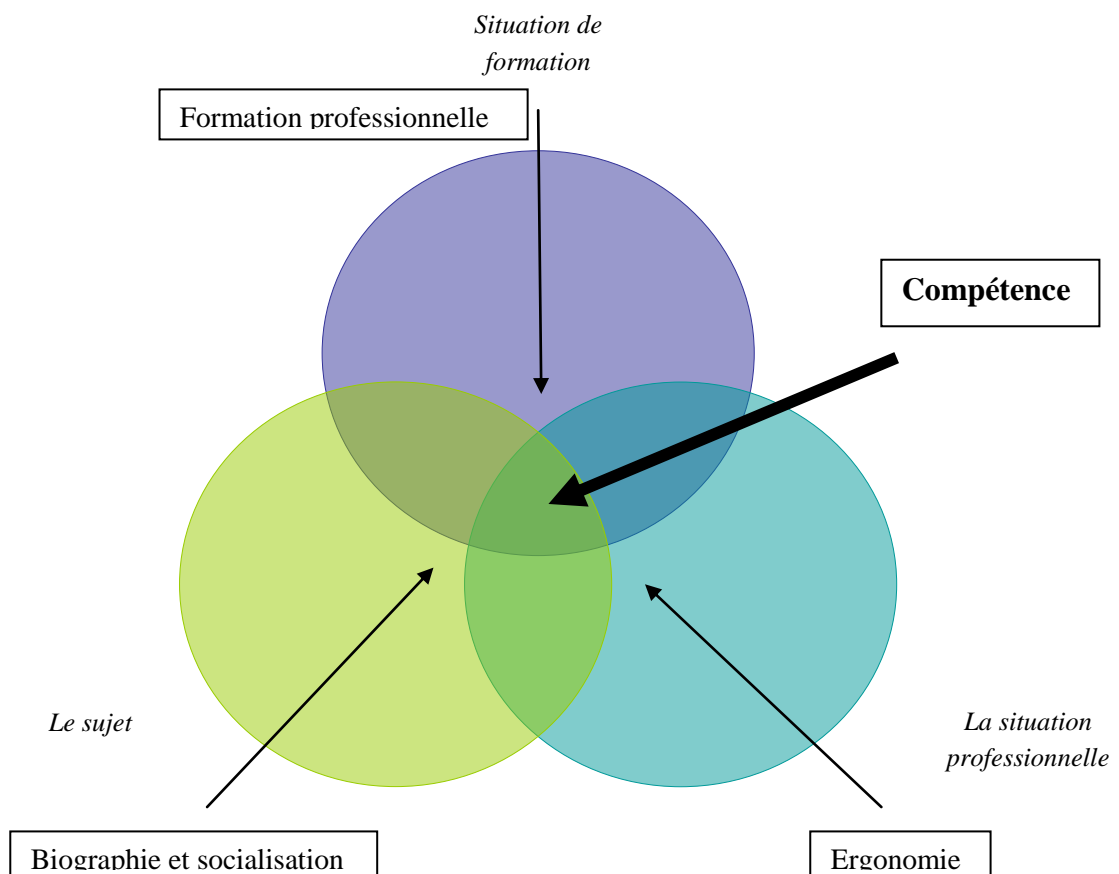 Situation de
formation
Formation professionnelle
Compétence
Le sujet
La situation
professionnelle
Biographie et socialisation
Ergonomie